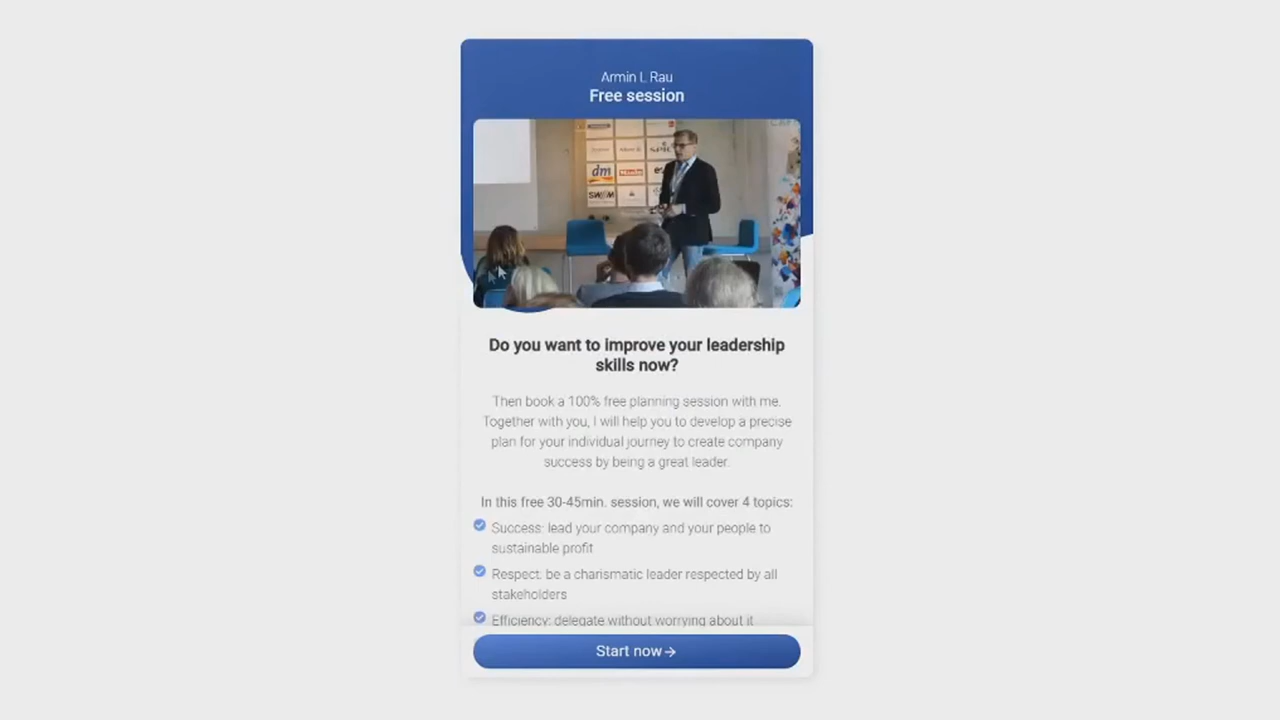 Armin I. Rau
Free session
spic
dm
Miele
SWM
Do you want to improve your leadership
skills now?
Then book a 100% free planning session with me.
Together with you, I will help you to develop a precise
plan for your individual journey to create company
success by being a great leader.
In this free 30-45min. session, we will cover 4 topics:
Success: lead your company and your people to
sustainable profit
Respect: be a charismatic leader respected by all
stakeholders
Efficiency: delegate without worrying about it
Start now→